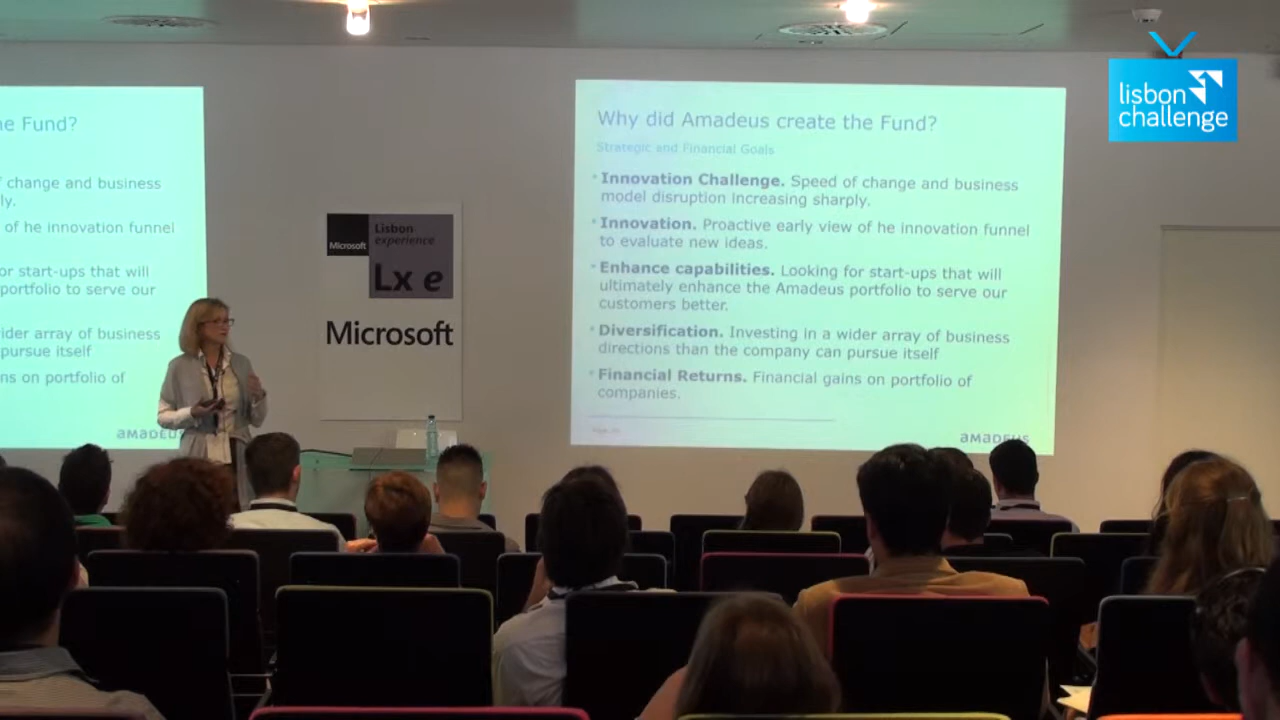 lisbon
challenge
e Fund?
f change and business
ly.
of he innovation funnel
or start-ups that will
portfolio to serve our
ider array of business
pursue itself
ns on portfolio of
amadeus
Microsoft
Lisbon
experience
Lx e
Microsoft
Why did Amadeus create the Fund?
Strategic and Financial Goals
Innovation Challenge. Speed of change and business
model disruption increasing sharply.
Innovation. Proactive early view of he innovation funnel
to evaluate new ideas.
Enhance capabilities. Looking for start-ups that will
ultimately enhance the Amadeus portfolio to serve our
customers better.
Diversification. Investing in a wider array of business
directions than the company can pursue itself
Financial Returns. Financial gains on portfolio of
companies.
amadeus